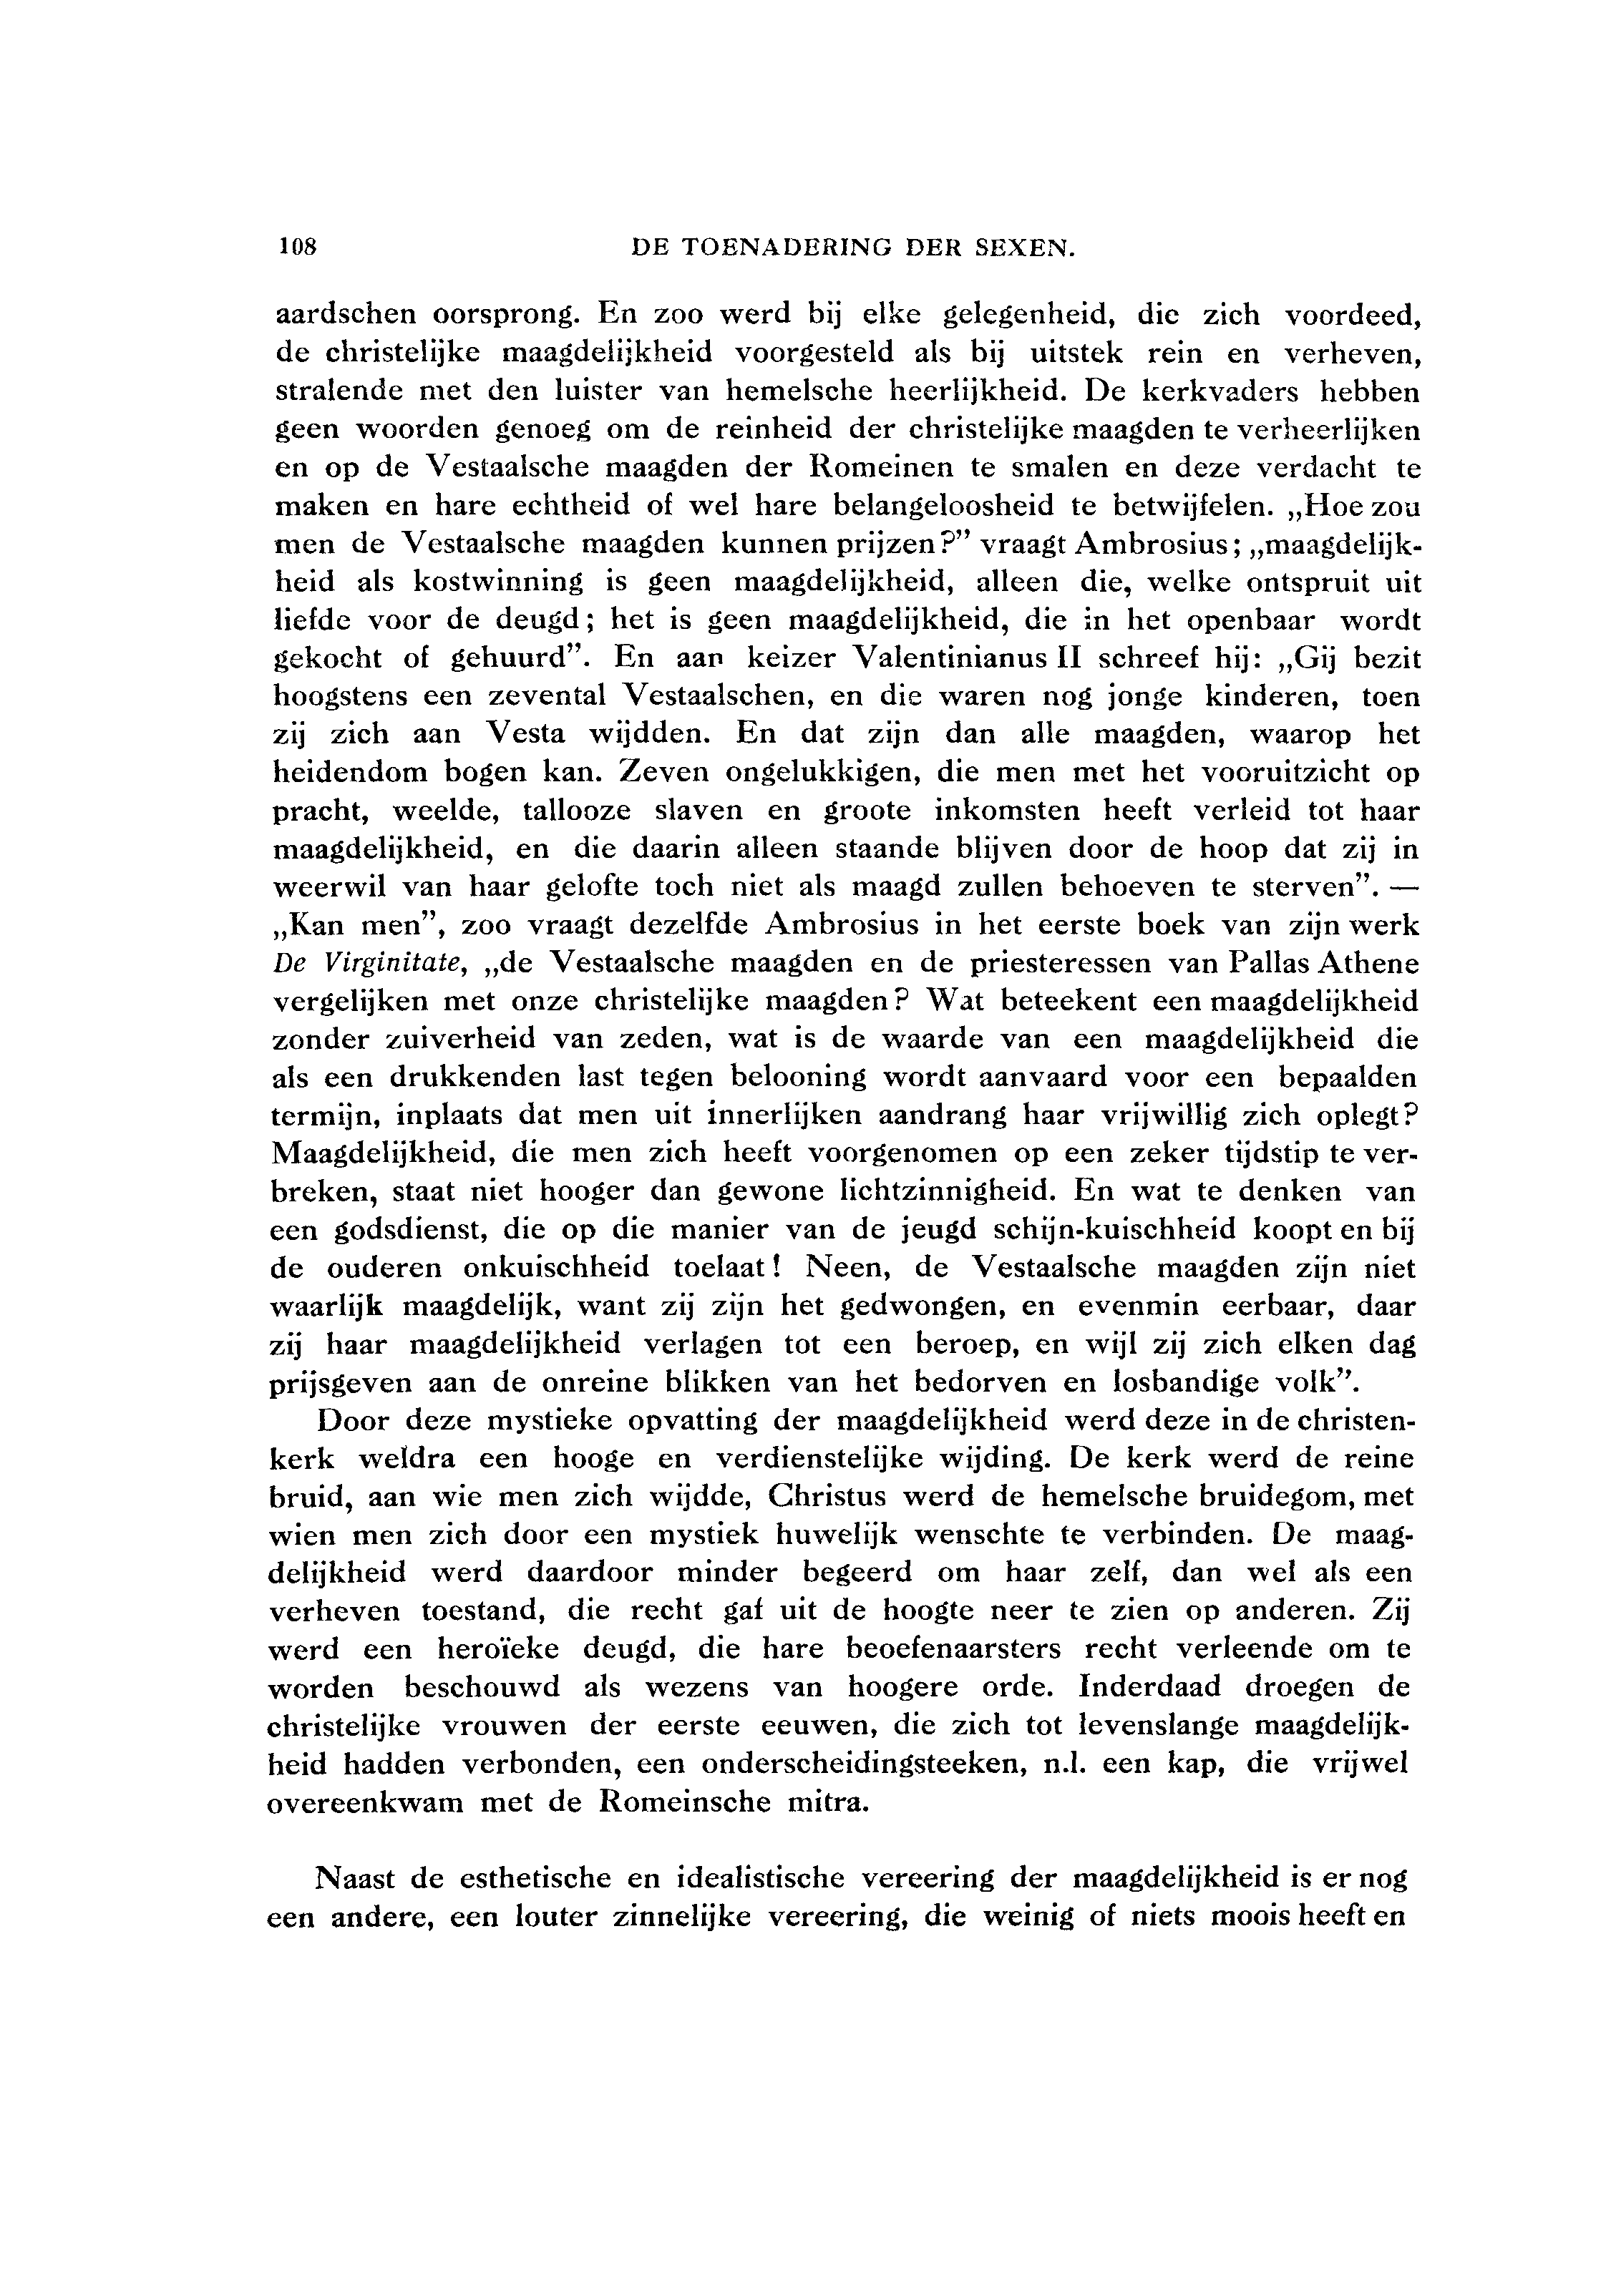 108 DE TOENADERING DER SEXEN.
aardschen oorsprong. En zoo werd bij elke gelegenheid, die zich voordeed,
de christelijke maagdelijkheid voorgesteld als bij uitstek rein en verheven,
stralende met den luister van hemelsche heerlijkheid. De kerkvaders hebben
geen woorden genoeg om de reinheid der christelijke maagden te verheerlijken
en op de Vestaalsche maagden der Romeinen te smalen en deze verdacht te
maken en hare echtheid of wel hare belangeloosheid te betwijfelen. „Hoe zou
men de Vestaalsche maagden kunnen prijzen?” vraagt Ambrosius; „maagdelijk-
heid als kostwinning is geen maagdelijkheid, alleen die, welke ontspruit uit
liefde voor de deugd; het is geen maagdelijkheid, die in het openbaar wordt
gekocht of gehuurd”. En aan keizer Valentinianus II schreef hij: „Gij bezit
hoogstens een zevental Vestaalschen, en die waren nog jonge kinderen, toen
zij zich aan Vesta wijdden. En dat zijn dan alle maagden, waarop het
heidendom bogen kan. Zeven ongelukkigen, die men met het vooruitzicht op
pracht, weelde, tallooze slaven en groote inkomsten heeft verleid tot haar
maagdelijkheid, en die daarin alleen staande blijven door de hoop dat zij in
weerwil van haar gelofte toch niet als maagd zullen behoeven te sterven”. —
„Kan men”, zoo vraagt dezelfde Ambrosius in het eerste boek van zijn werk
De Virginitate, „de Vestaalsche maagden en de priesteressen van Pallas Athene
vergelijken met onze christelijke maagden? Wat beteekent een maagdelijkheid
zonder zuiverheid van zeden, wat is de waarde van een maagdelijkheid die
als een drukkenden last tegen belooning wordt aanvaard voor een bepaalden
termijn, inplaats dat men uit innerlijken aandrang haar vrijwillig zich oplegt?
Maagdelijkheid, die men zich heeft voorgenomen op een zeker tijdstip te ver-
breken, staat niet hooger dan gewone lichtzinnigheid. En wat te denken van
een godsdienst, die op die manier van de jeugd schijn-kuischheid koopt en bij
de ouderen onkuischheid toelaat! Neen, de Vestaalsche maagden zijn niet
waarlijk maagdelijk, want zij zijn het gedwongen, en evenmin eerbaar, daar
zij haar maagdelijkheid verlagen tot een beroep, en wijl zij zich elken dag
prijsgeven aan de onreine blikken van het bedorven en losbandige volk”.
Door deze mystieke opvatting der maagdelijkheid werd deze in de christen-
kerk weldra een hooge en verdienstelijke wijding. De kerk werd de reine
bruid, aan wie men zich wijdde, Christus werd de hemelsche bruidegom, met
wien men zich door een mystiek huwelijk wenschte te verbinden. De maag-
delijkheid werd daardoor minder begeerd om haar zelf, dan wel als een
verheven toestand, die recht gaf uit de hoogte neer te zien op anderen. Zij
werd een heroïeke deugd, die hare beoefenaarsters recht verleende om te
worden beschouwd als wezens van hoogere orde. Inderdaad droegen de
christelijke vrouwen der eerste eeuwen, die zich tot levenslange maagdelijk-
heid hadden verbonden, een onderscheidingsteeken, n.l. een kap, die vrijwel
overeenkwam met de Romeinsche mitra.
Naast de esthetische en idealistische vereering der maagdelijkheid is er nog
een andere, een louter zinnelijke vereering, die weinig of niets moois heeft en